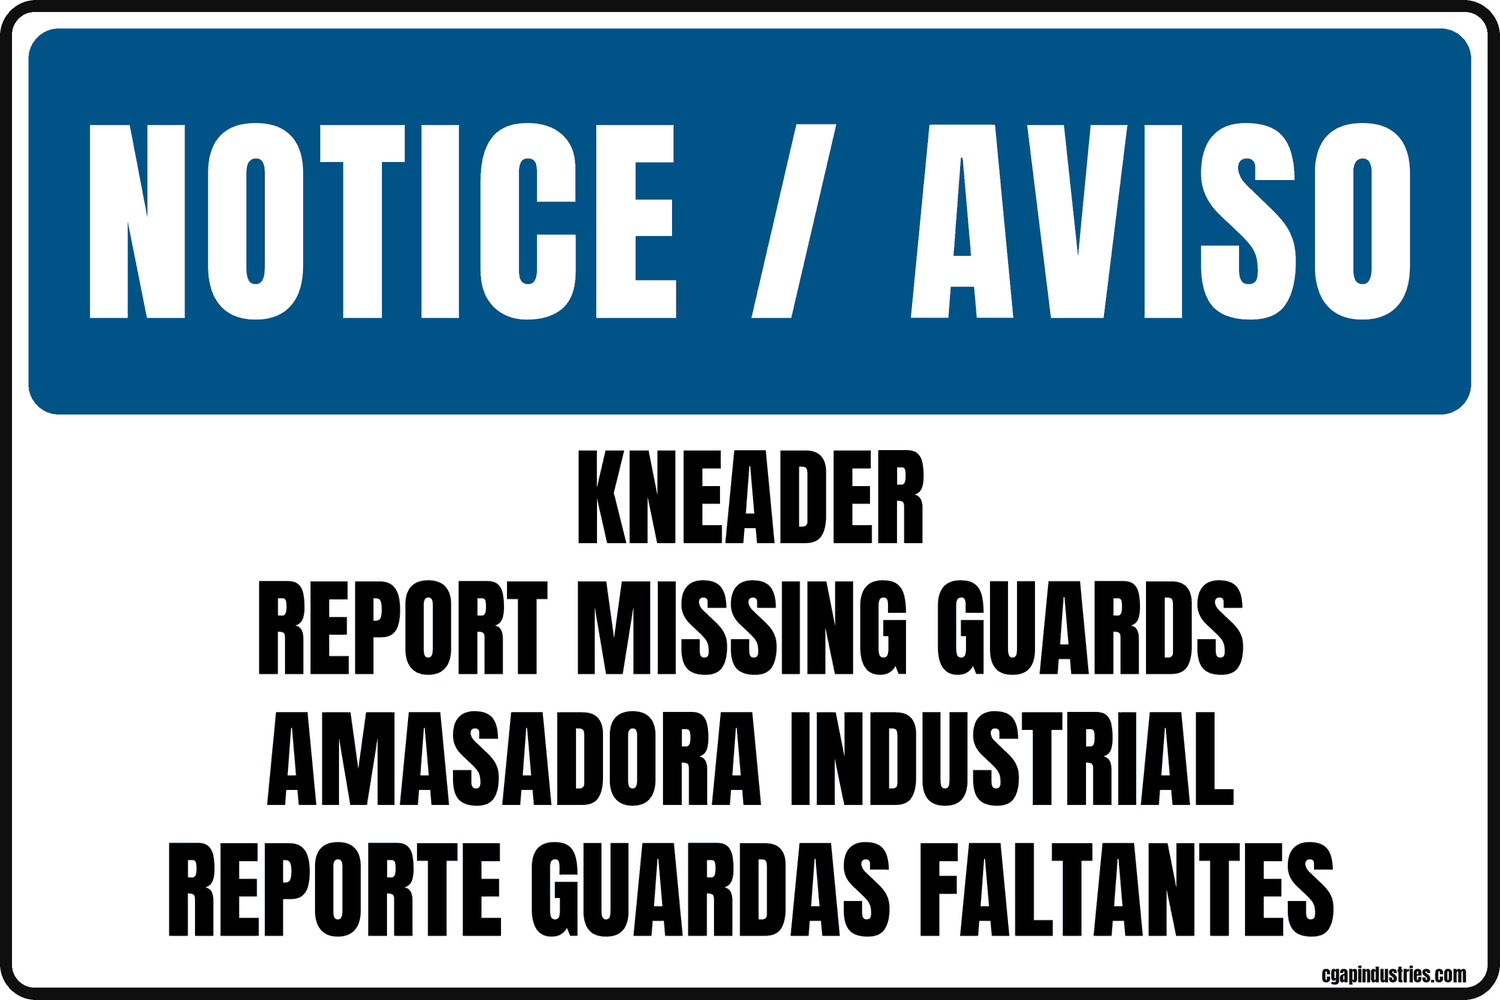 NOTICE / AVISO
KNEADER
REPORT MISSING GUARDS
AMASADORA INDUSTRIAL
REPORTE GUARDAS FALTANTES
cgapindustries.com